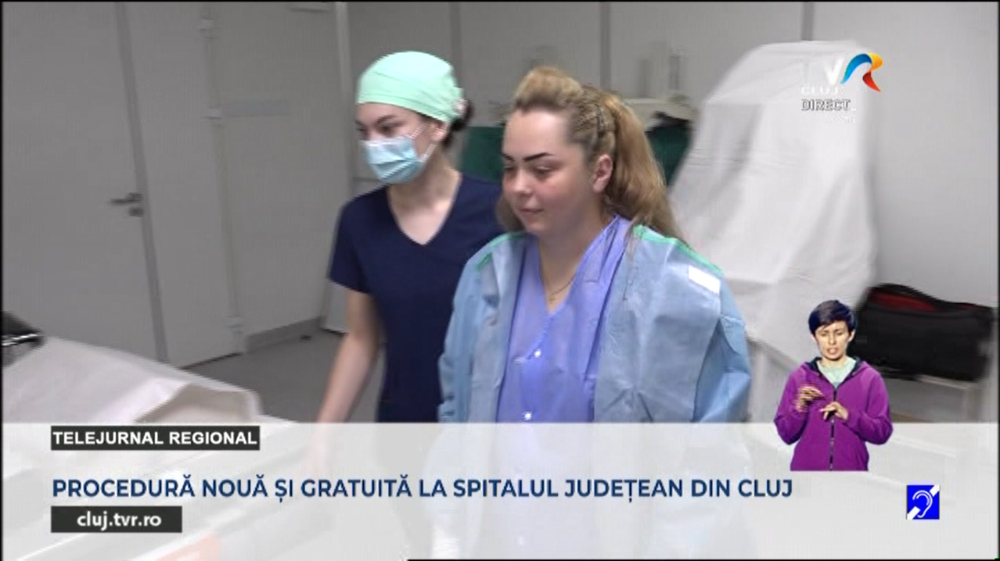 TVR
CLUJ
DIRECT
TELEJURNAL REGIONAL
PROCEDURĂ NOUĂ ȘI GRATUITĂ LA SPITALUL JUDEȚEAN DIN CLUJ
cluj.tvr.ro